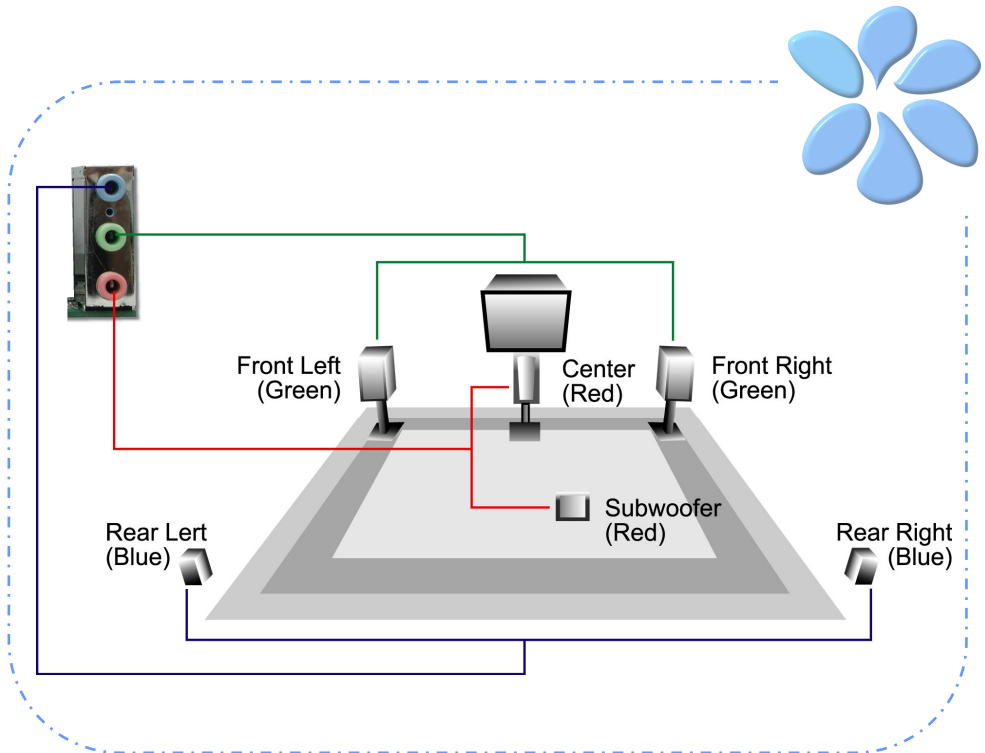 Front Left
(Green)
Center
(Red)
Front Right
(Green)
Subwoofer
(Red)
Rear Lert
(Blue)
Rear Right
(Blue)